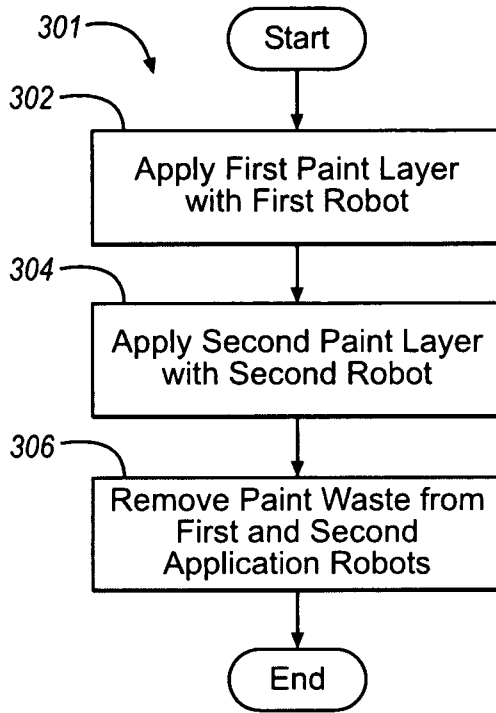 301
Start
302
Apply First Paint Layer
with First Robot
304
Apply Second Paint Layer
with Second Robot
306
Remove Paint Waste from
First and Second
Application Robots
End